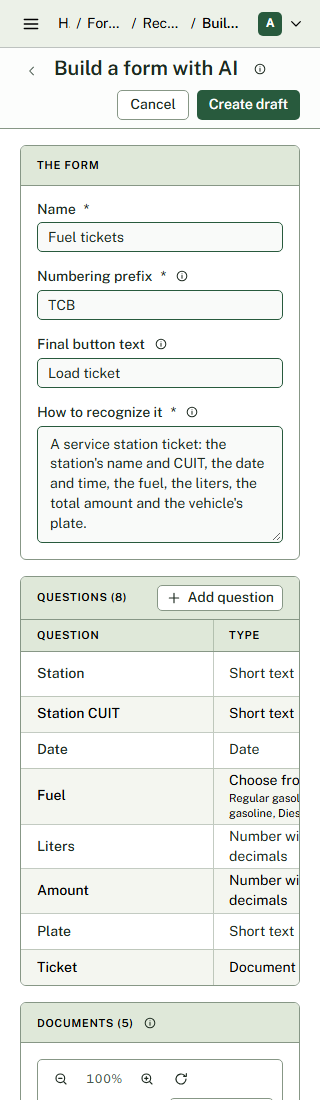 H / For... / Rec... / Buil... A
Build a form with AI
Cancel Create draft
THE FORM
Name *
Fuel tickets
Numbering prefix *
TCB
Final button text
Load ticket
How to recognize it *
A service station ticket: the
station's name and CUIT, the date
and time, the fuel, the liters, the
total amount and the vehicle's
plate.
QUESTIONS (8) + Add question
QUESTION TYPE
Station Short text
Station CUIT Short text
Date Date
Fuel Choose fro
Regular gasol
gasoline, Dies
Liters Number wi
decimals
Amount Number wi
decimals
Plate Short text
Ticket Document
DOCUMENTS (5)
100%